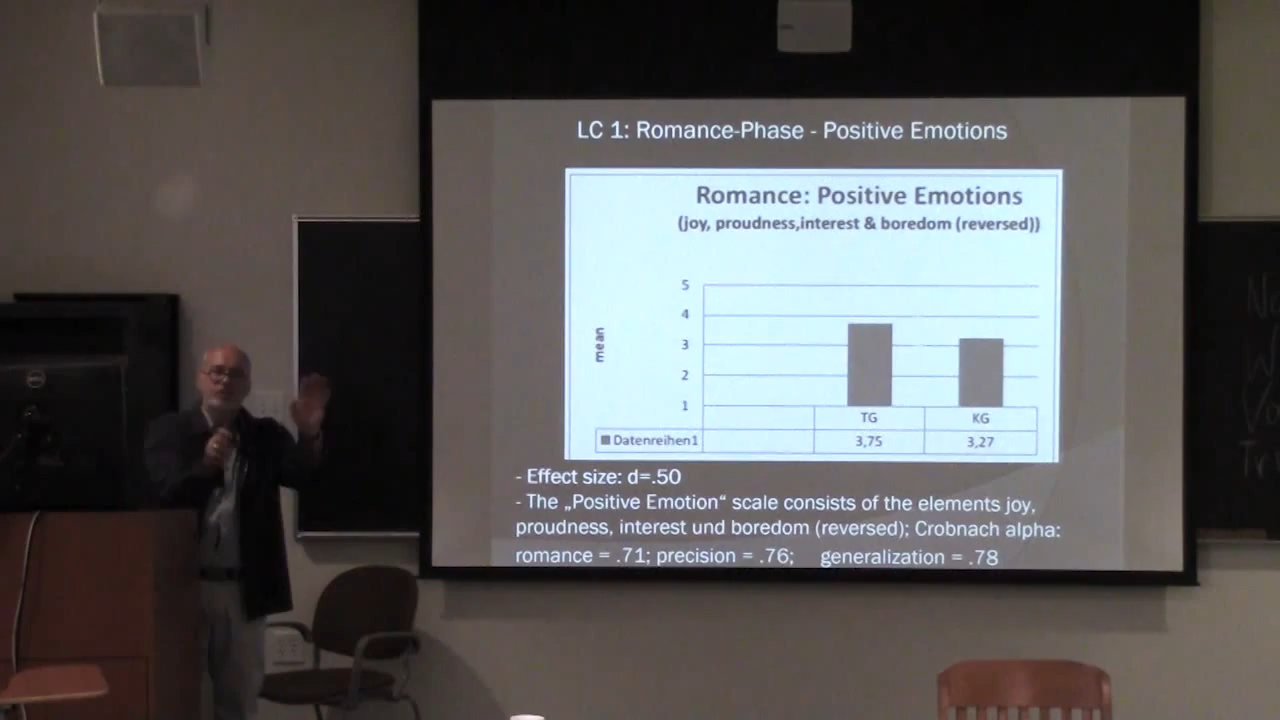 LC 1: Romance-Phase - Positive Emotions
Romance: Positive Emotions
(joy, proudness,interest & boredom (reversed))
5
4
3
2
1
mean
TG KG
Datenreihen1 3,75 3,27
- Effect size: d=.50
- The „Positive Emotion“ scale consists of the elements joy,
proudness, interest und boredom (reversed); Crobnach alpha:
romance = .71; precision = .76; generalization = .78
DELL